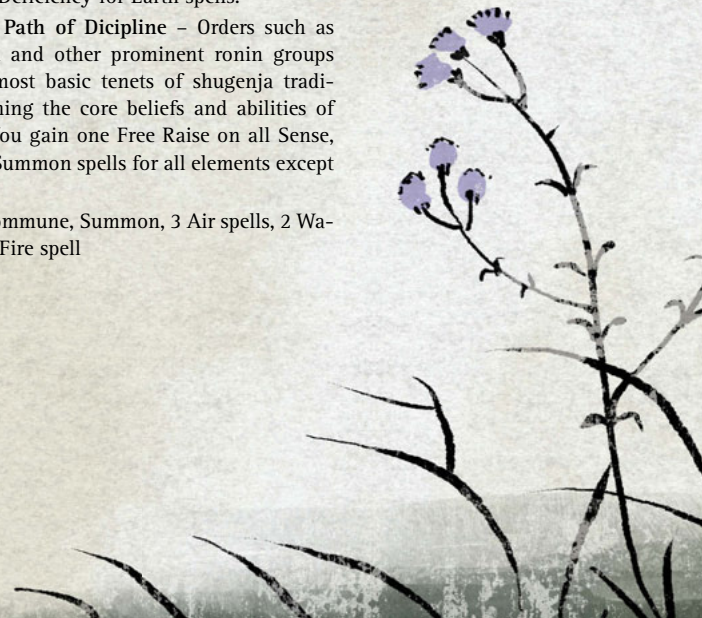 Deficiency for Earth spells.
Path of Dicipline – Orders such as
and other prominent ronin groups
most basic tenets of shugenja tradi-
ning the core beliefs and abilities of
ou gain one Free Raise on all Sense,
Summon spells for all elements except
ommune, Summon, 3 Air spells, 2 Wa-
Fire spell